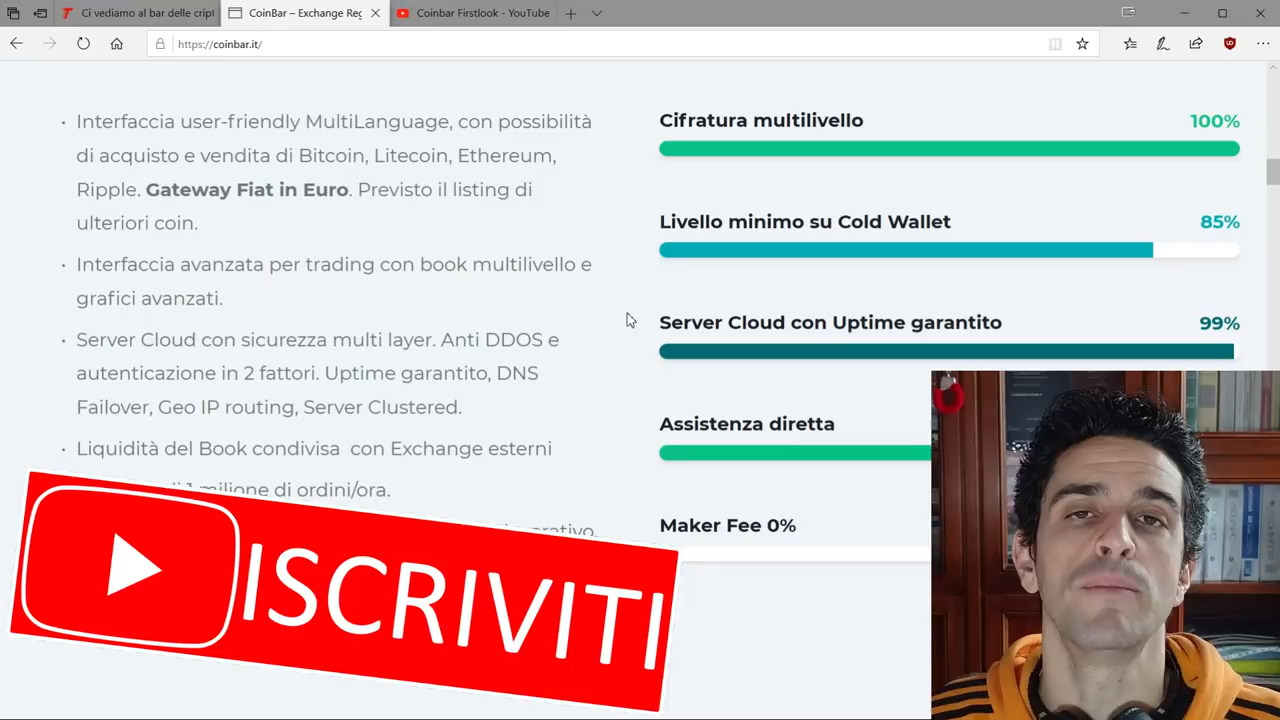 Ci vediamo al bar delle cript
CoinBar – Exchange Reg
Coinbar Firstlook - YouTube
https://coinbar.it/
• Interfaccia user-friendly MultiLanguage, con possibilità
di acquisto e vendita di Bitcoin, Litecoin, Ethereum,
Ripple. Gateway Fiat in Euro. Previsto il listing di
ulteriori coin.
• Interfaccia avanzata per trading con book multilivello e
grafici avanzati.
• Server Cloud con sicurezza multi layer. Anti DDOS e
autenticazione in 2 fattori. Uptime garantito, DNS
Failover, Geo IP routing, Server Clustered.
• Liquidità del Book condivisa con Exchange esterni
1 milione di ordini/ora.
Cifratura multilivello 100%
Livello minimo su Cold Wallet 85%
Server Cloud con Uptime garantito 99%
Assistenza diretta
Maker Fee 0%
ISCRIVITI